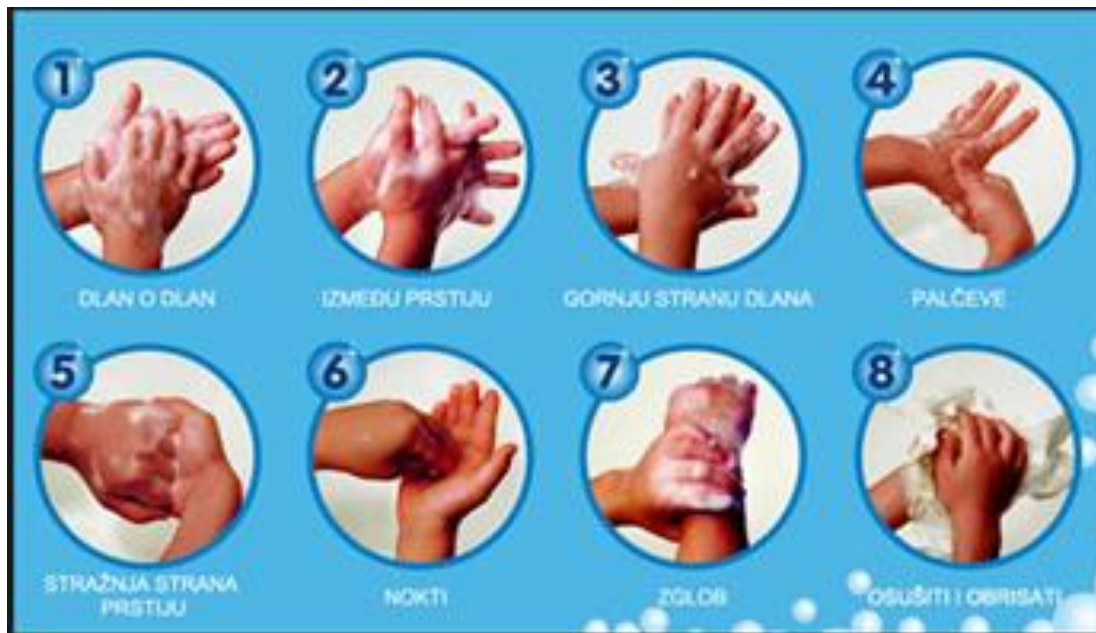 1
2
3
4
DLAN O DLAN
IZMEĐU PRSTIJU
GORNJU STRANU DLANA
PALČEVE
5
6
7
8
STRAŽNJA STRANA
PRSTIJU
NOKTI
ZGLOB
OSUŠITI I OBRISATI